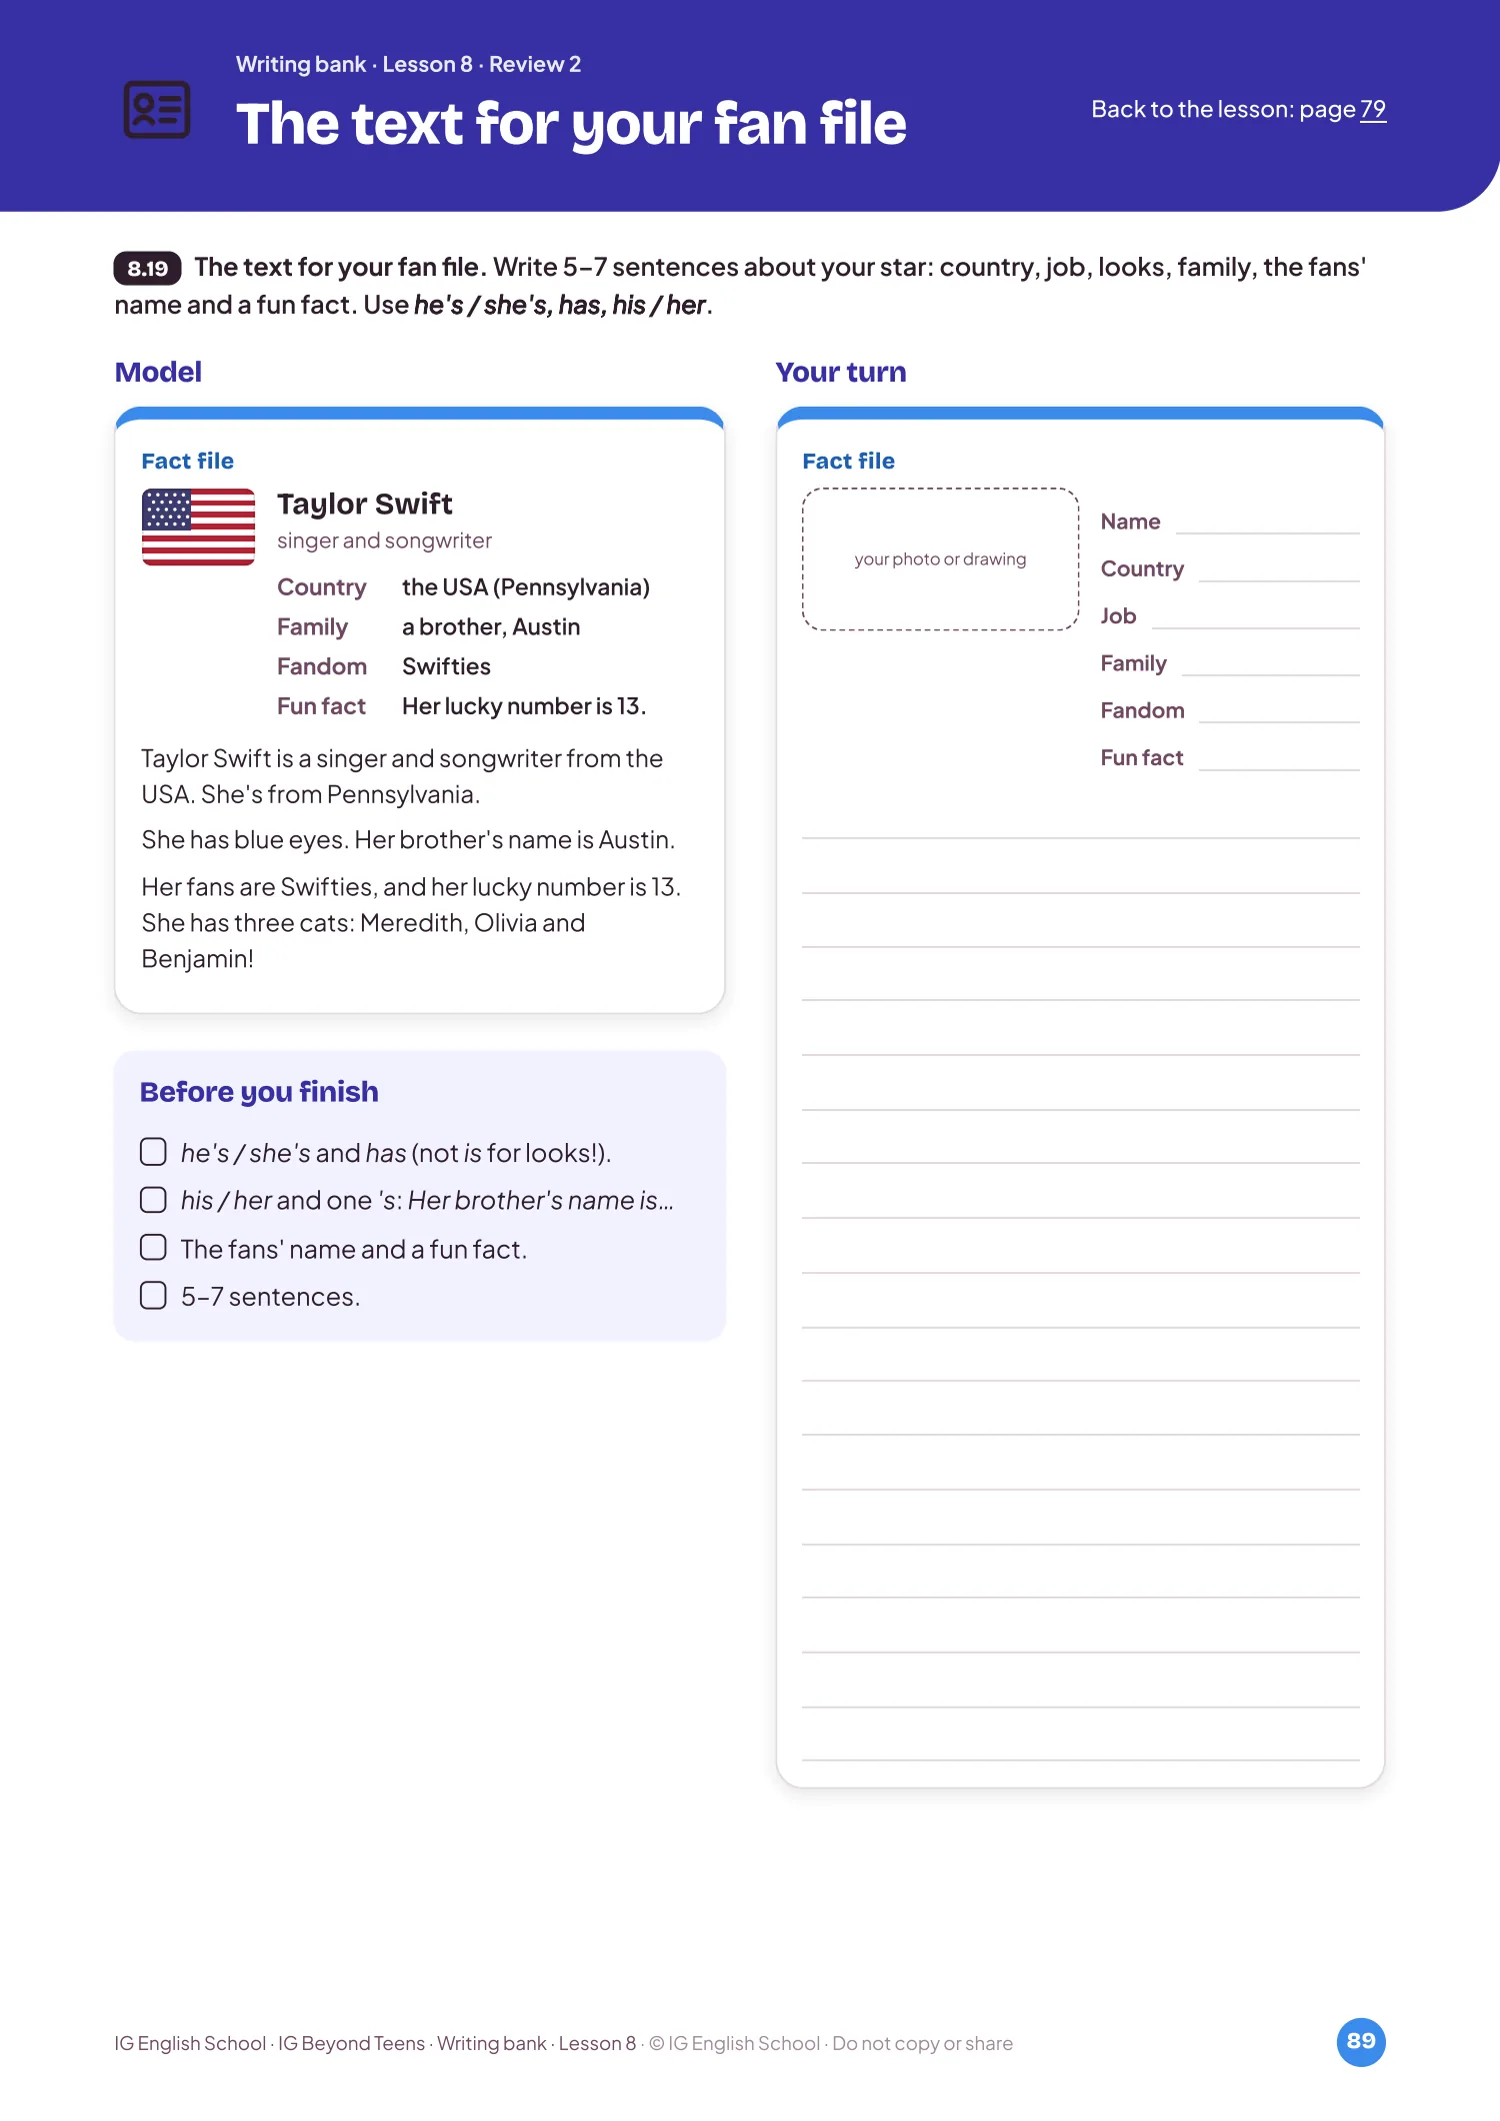 Writing bank · Lesson 8 · Review 2
The text for your fan file
Back to the lesson: page 79
8.19 The text for your fan file. Write 5–7 sentences about your star: country, job, looks, family, the fans'
name and a fun fact. Use he's / she's, has, his / her.
Model
Fact file
Taylor Swift
singer and songwriter
Country the USA (Pennsylvania)
Family a brother, Austin
Fandom Swifties
Fun fact Her lucky number is 13.
Taylor Swift is a singer and songwriter from the
USA. She's from Pennsylvania.
She has blue eyes. Her brother's name is Austin.
Her fans are Swifties, and her lucky number is 13.
She has three cats: Meredith, Olivia and
Benjamin!
Before you finish
he's / she's and has (not is for looks!).
his / her and one 's: Her brother's name is...
The fans' name and a fun fact.
5–7 sentences.
Your turn
Fact file
your photo or drawing
Name
Country
Job
Family
Fandom
Fun fact
IG English School · IG Beyond Teens · Writing bank · Lesson 8 · © IG English School · Do not copy or share
89